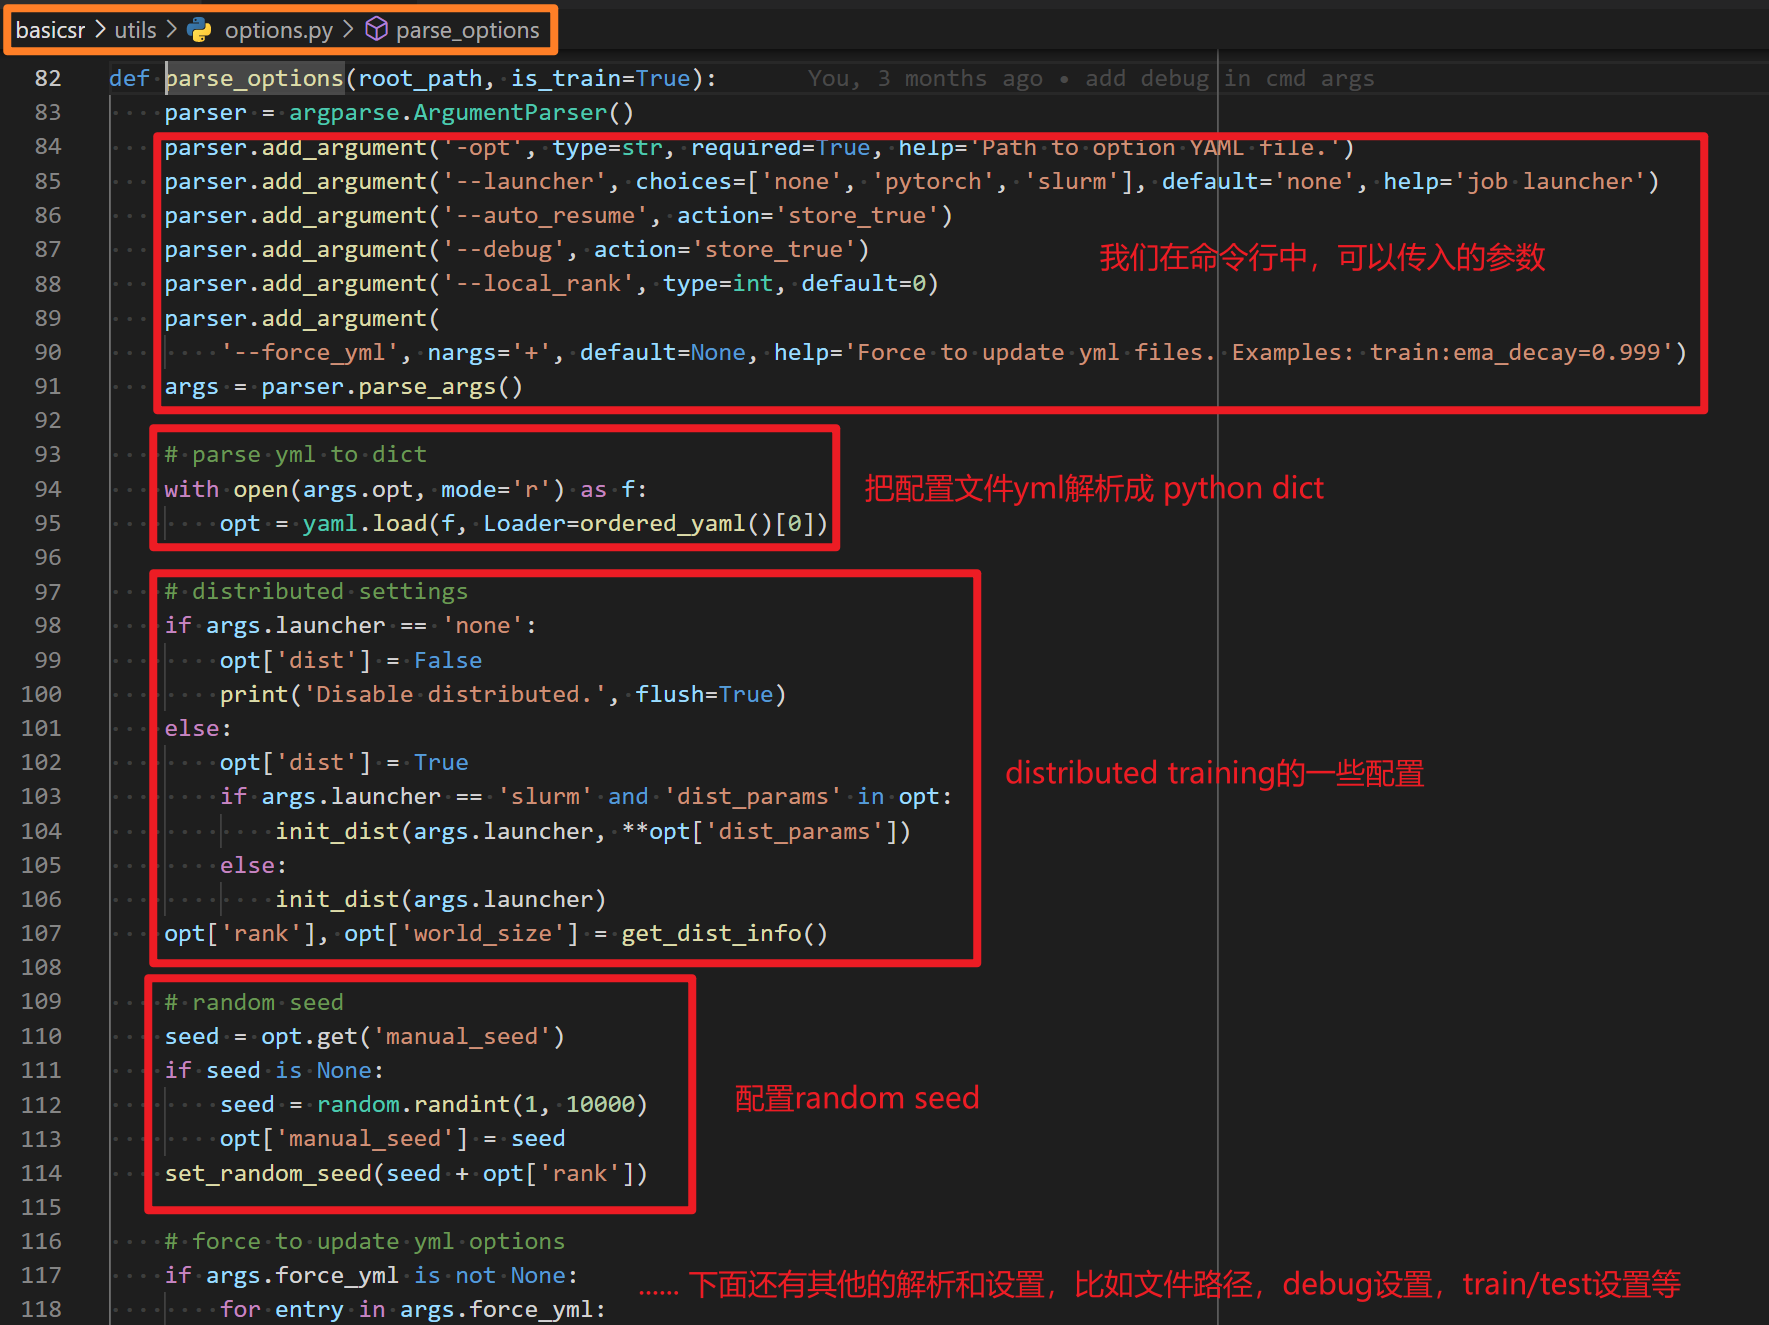 basicsr > utils > options.py > parse_options
82 def parse_options(root_path, is_train=True): You, 3 months ago • add debug in cmd args
83 parser = argparse.ArgumentParser()
84 parser.add_argument('-opt', type=str, required=True, help='Path to option YAML file.')
85 parser.add_argument('--launcher', choices=['none', 'pytorch', 'slurm'], default='none', help='job launcher')
86 parser.add_argument('--auto_resume', action='store_true')
87 parser.add_argument('--debug', action='store_true')
我们在命令行中，可以传入的参数
88 parser.add_argument('--local_rank', type=int, default=0)
89 parser.add_argument(
90 '--force_yml', nargs='+', default=None, help='Force to update yml files. Examples: train:ema_decay=0.999')
91 args = parser.parse_args()
92
93 # parse yml to dict
94 with open(args.opt, mode='r') as f:
把配置文件yml解析成 python dict
95 opt = yaml.load(f, Loader=ordered_yaml()[0])
96
97 # distributed settings
98 if args.launcher == 'none':
99 opt['dist'] = False
100 print('Disable distributed.', flush=True)
101 else:
102 opt['dist'] = True
distributed training的一些配置
103 if args.launcher == 'slurm' and 'dist_params' in opt:
104 init_dist(args.launcher, **opt['dist_params'])
105 else:
106 init_dist(args.launcher)
107 opt['rank'], opt['world_size'] = get_dist_info()
108
109 # random seed
110 seed = opt.get('manual_seed')
111 if seed is None:
112 seed = random.randint(1, 10000)
配置random seed
113 opt['manual_seed'] = seed
114 set_random_seed(seed + opt['rank'])
115
116 # force to update yml options
117 if args.force_yml is not None:
...... 下面还有其他的解析和设置，比如文件路径，debug设置，train/test设置等
118 for entry in args.force_yml: